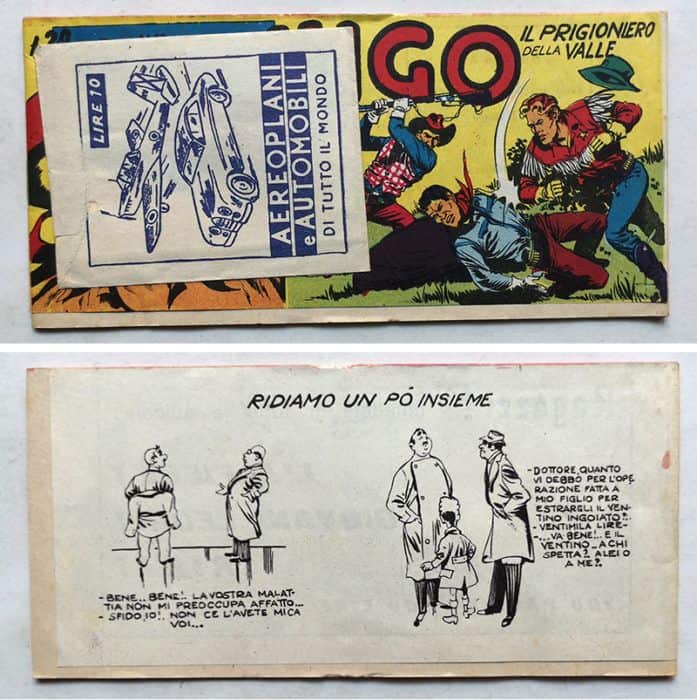 L.20
IGO
IL PRIGIONIERO
DELLA VALLE
LIRE 10
AEREOPLANI
e AUTOMOBILI
DI TUTTO IL MONDO
RIDIAMO UN PÓ INSIEME
- BENE... BENE!. LA VOSTRA MALAT-
TIA NON MI PREOCCUPA AFFATTO...
- SFIDO, IO!. NON CE L'AVETE MICA
VOI...
- DOTTORE, QUANTO
VI DEBBO PER L'OPE
RAZIONE FATTA A
MIO FIGLIO PER
ESTRARGLI IL VEN-
TINO INGOIATO?..
- VENTIMILA LIRE-
-...VA BENE!.. E IL
VENTINO... A CHI
SPETTA?. A LEI O
A ME?.